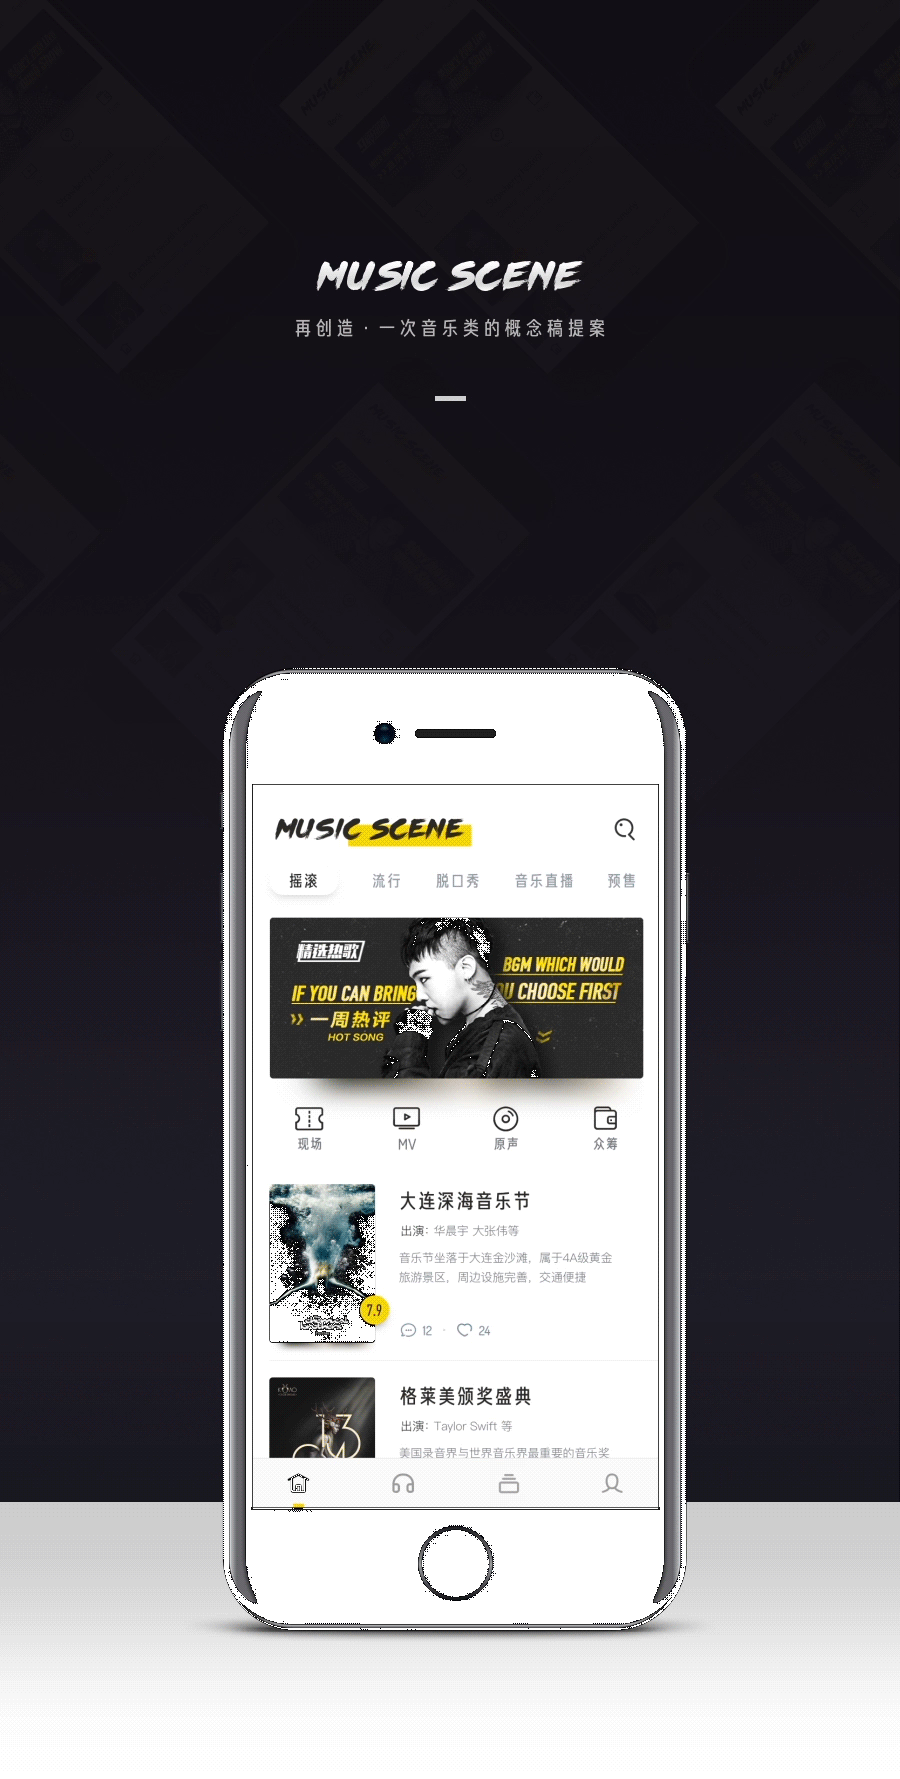 MUSIC SCENE
再创造 · 一次音乐类的概念稿提案
MUSIC SCENE
摇滚 流行 脱口秀 音乐直播 预售
精选热歌
BGM WHICH WOULD
IF YOU CAN BRING YOU CHOOSE FIRST
一周热评
HOT SONG
现场 MV 原声 众筹
大连深海音乐节
出演：华晨宇 大张伟等
音乐节坐落于大连金沙滩，属于4A级黄金
旅游景区，周边设施完善，交通便捷
7.9
12 · 24
格莱美颁奖盛典
出演：Taylor Swift 等
美国录音界与世界音乐界最重要的音乐奖